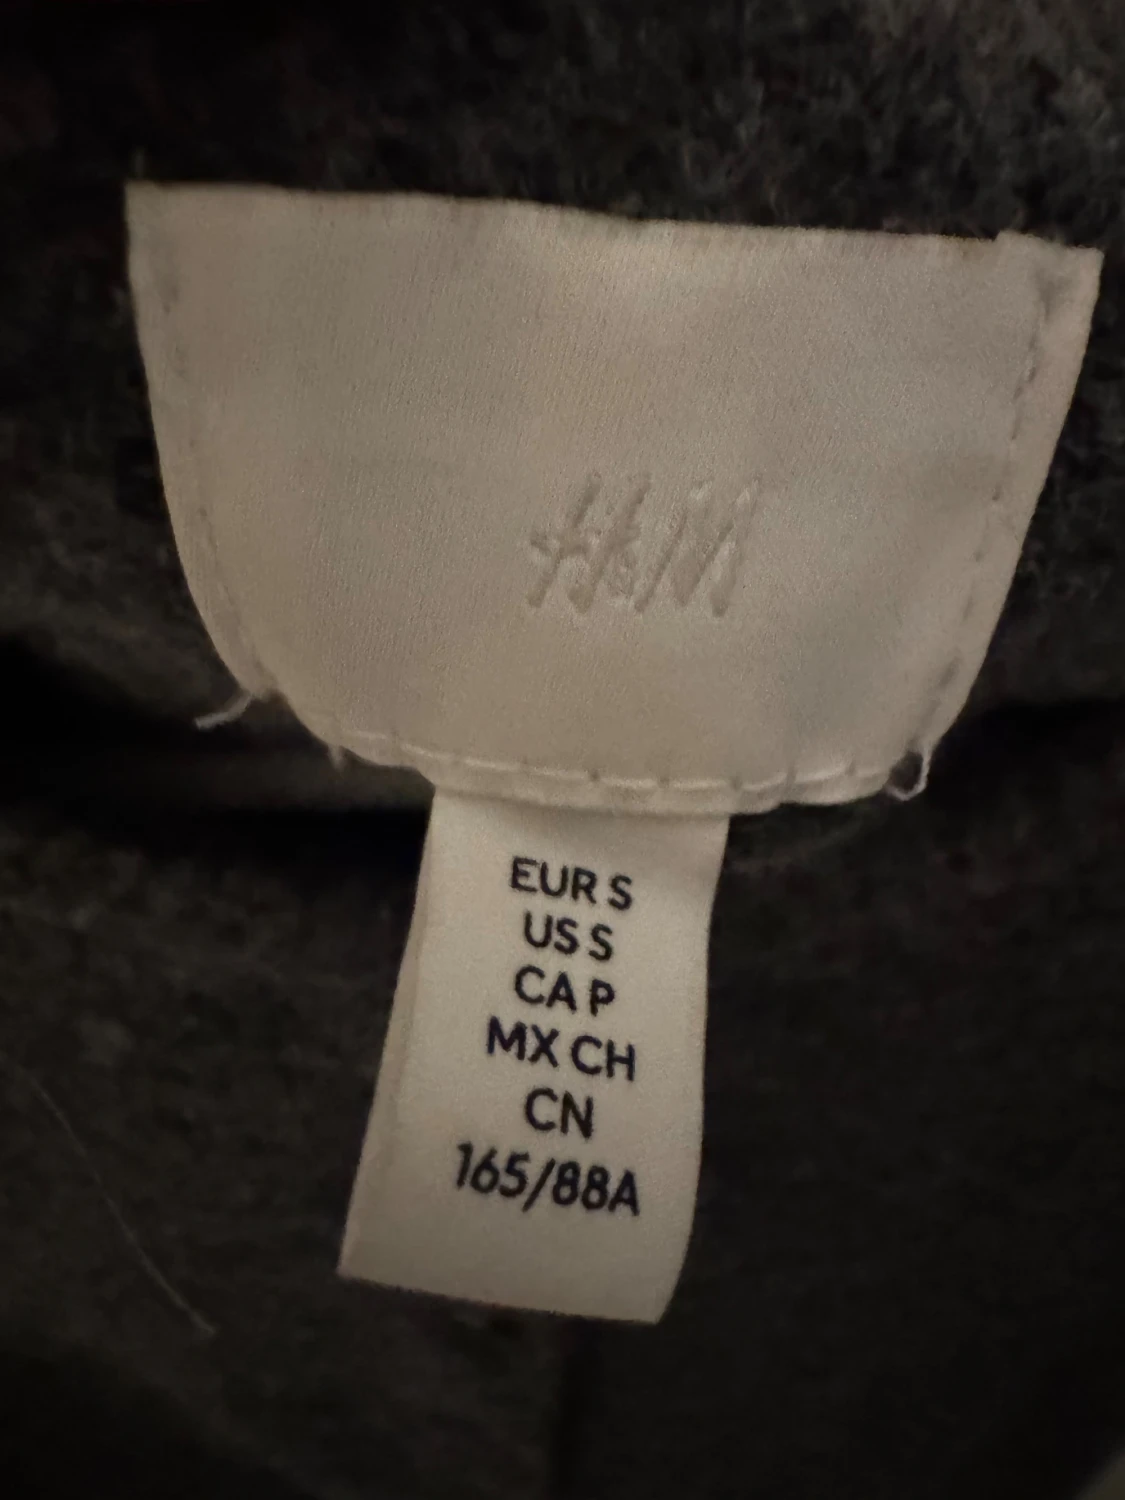 H&M
EUR S
US S
CA P
MX CH
CN
165/88A